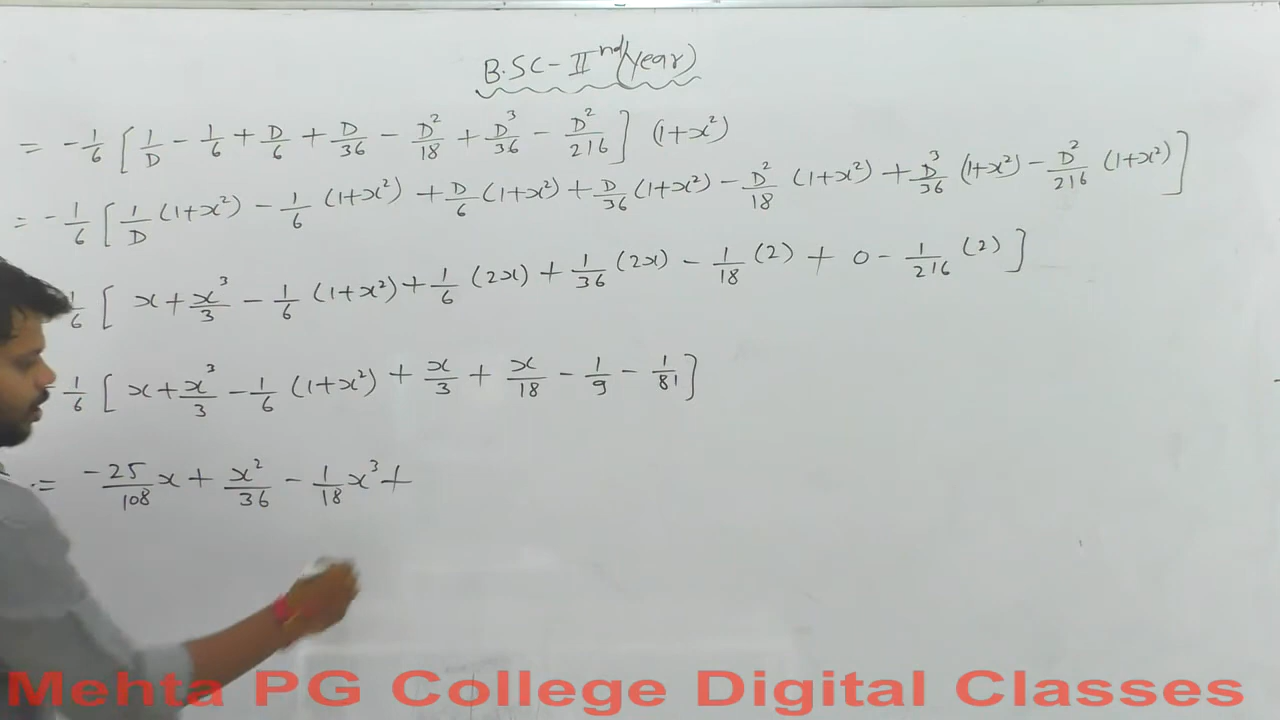 B.SC-IInd(Year)
= -1/6 [1/D - 1/6 + D/6 + D/36 - D²/18 + D³/36 - D²/216] (1+x²)
= -1/6 [1/D (1+x²) - 1/6 (1+x²) + D/6 (1+x²) + D/36 (1+x²) - D²/18 (1+x²) + D³/36 (1+x²) - D²/216 (1+x²)]
1/6 [x + x³/3 - 1/6 (1+x²) + 1/6 (2x) + 1/36 (2x) - 1/18 (2) + 0 - 1/216 (2)]
1/6 [x + x³/3 - 1/6 (1+x²) + x/3 + x/18 - 1/9 - 1/81]
= -25/108 x + x²/36 - 1/18 x³ +
Mehta PG College Digital Classes